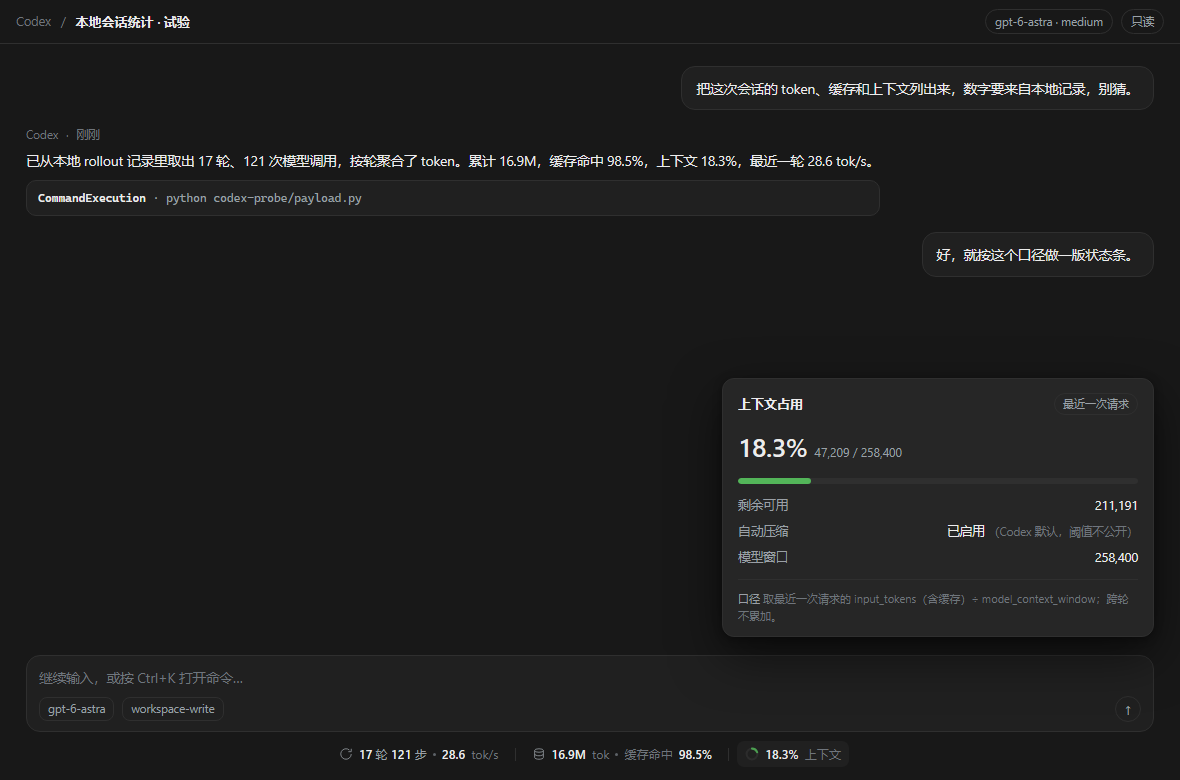 Codex / 本地会话统计 · 试验
gpt-6-astra · medium
只读
把这次会话的 token、缓存和上下文列出来，数字要来自本地记录，别猜。
Codex · 刚刚
已从本地 rollout 记录里取出 17 轮、121 次模型调用，按轮聚合了 token。累计 16.9M，缓存命中 98.5%，上下文 18.3%，最近一轮 28.6 tok/s。
CommandExecution · python codex-probe/payload.py
好，就按这个口径做一版状态条。
上下文占用
最近一次请求
18.3% 47,209 / 258,400
剩余可用 211,191
自动压缩 已启用 （Codex 默认，阈值不公开）
模型窗口 258,400
口径 取最近一次请求的 input_tokens（含缓存）÷ model_context_window；跨轮
不累加。
继续输入，或按 Ctrl+K 打开命令...
gpt-6-astra
workspace-write
↑
17 轮 121 步 · 28.6 tok/s
16.9M tok · 缓存命中 98.5%
18.3% 上下文